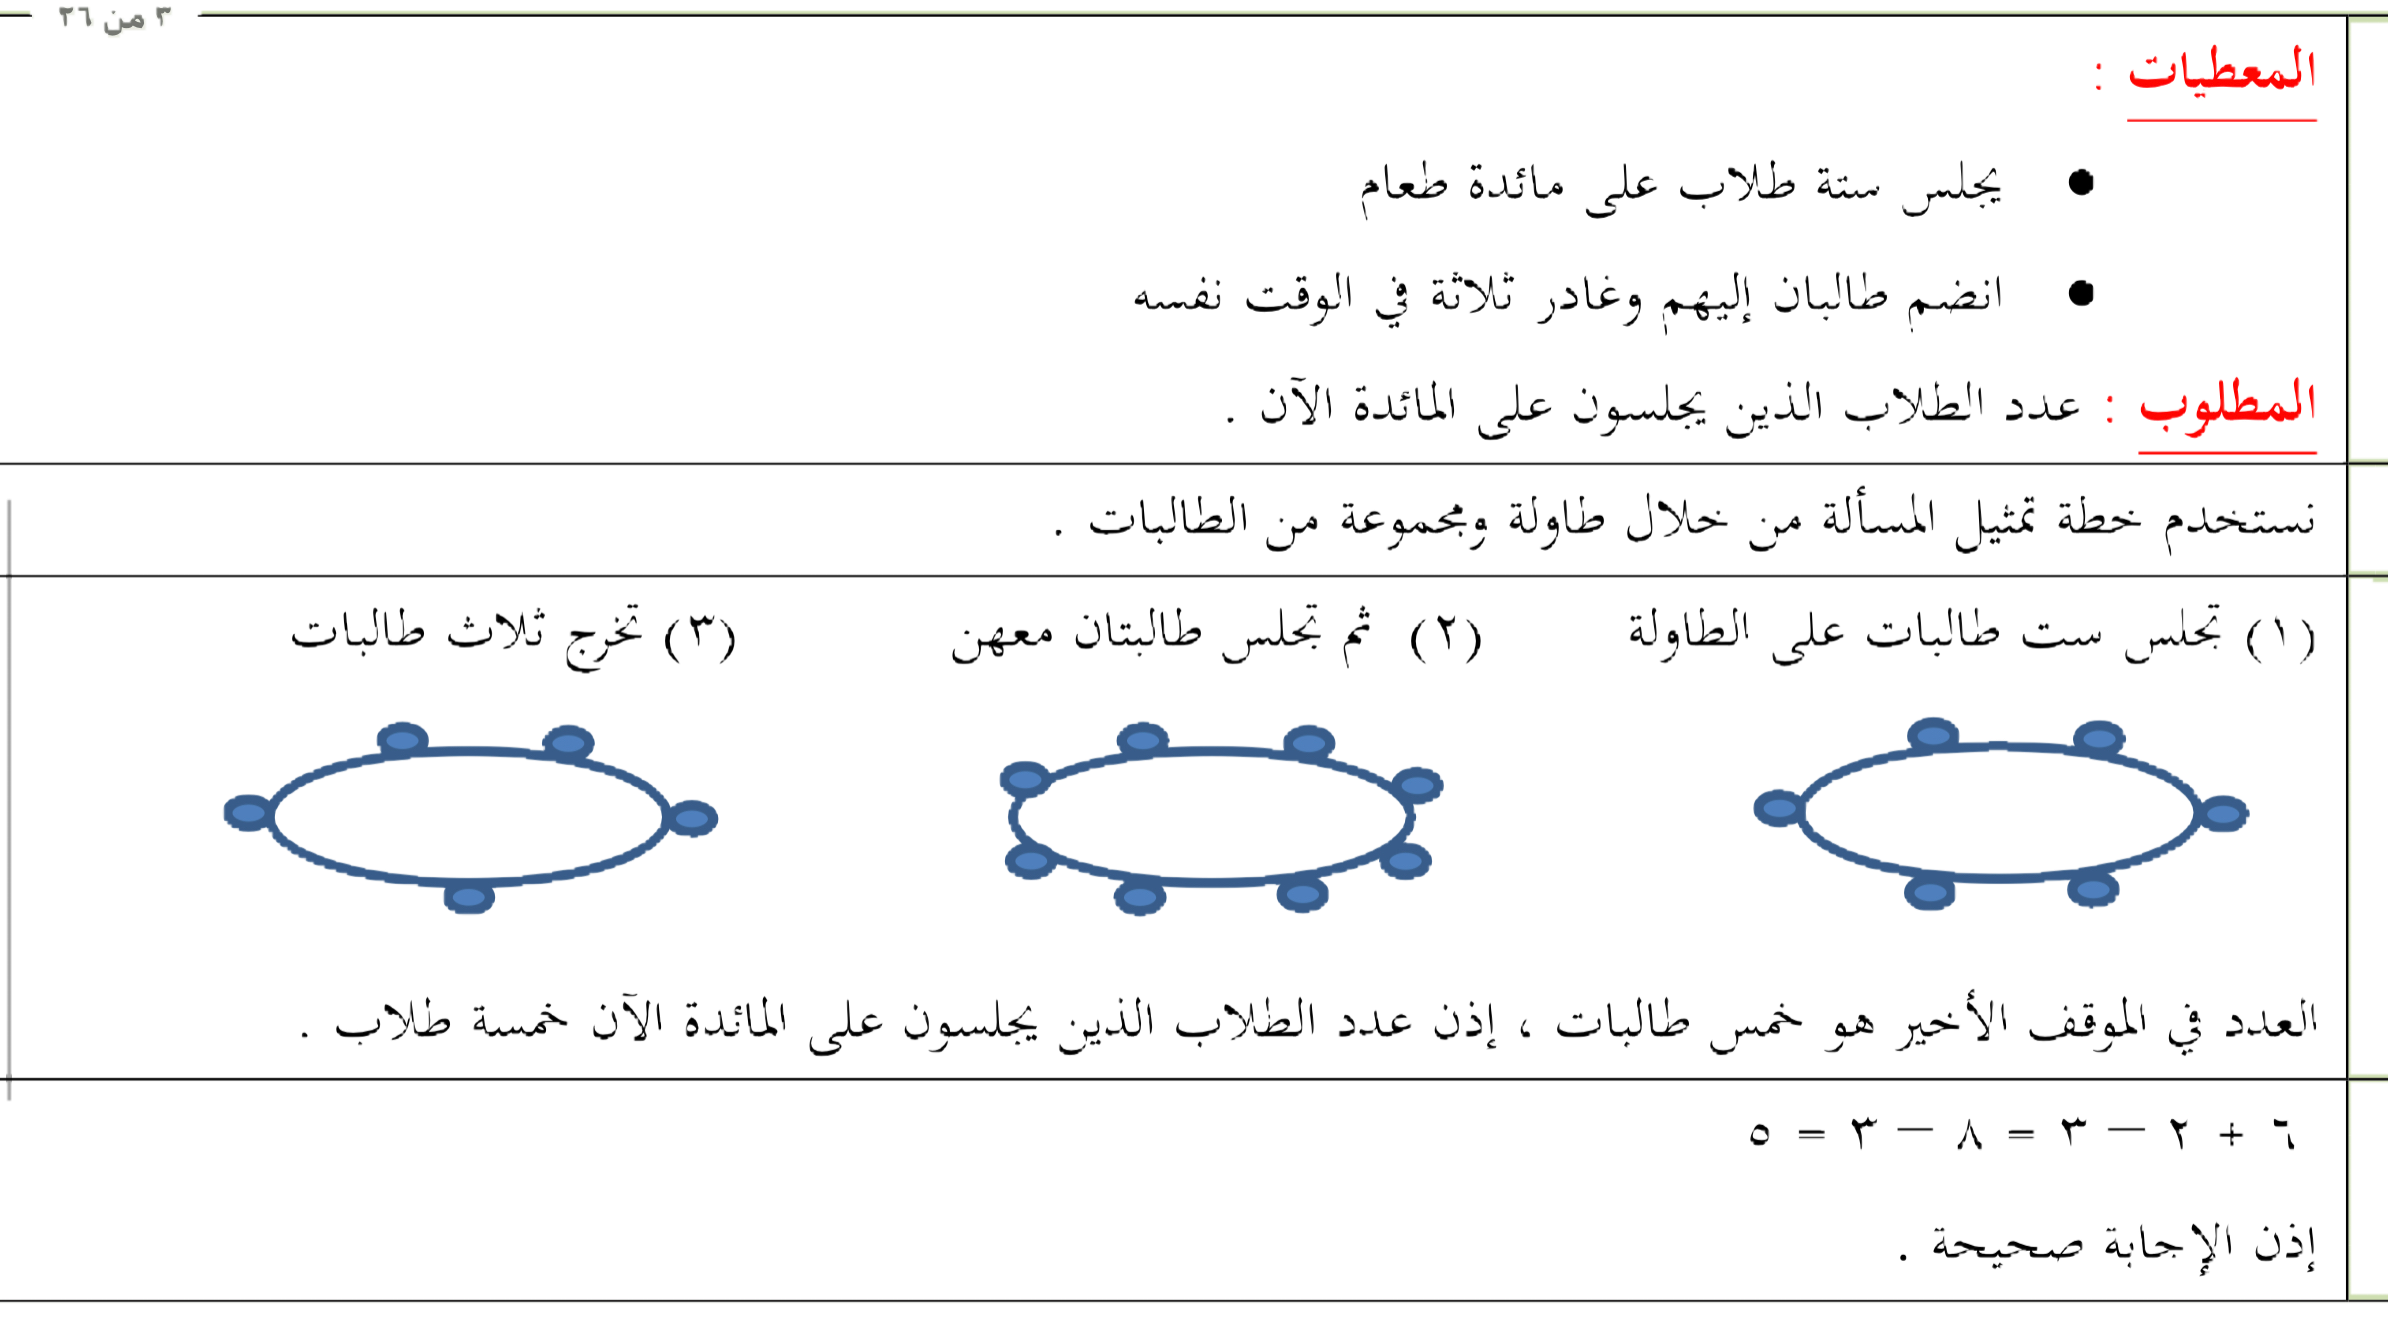 ٣ من ٢٦
المعطيات :
● يجلس ستة طلاب على مائدة طعام
● انضم طالبان إليهم وغادر ثلاثة في الوقت نفسه
المطلوب : عدد الطلاب الذين يجلسون على المائدة الآن .
نستخدم خطة تمثيل المسألة من خلال طاولة ومجموعة من الطالبات .
(١) تجلس ست طالبات على الطاولة (٢) ثم تجلس طالبتان معهن (٣) تخرج ثلاث طالبات
العدد في الموقف الأخير هو خمس طالبات ، إذن عدد الطلاب الذين يجلسون على المائدة الآن خمسة طلاب .
٦ + ٢ – ٣ = ٨ – ٣ = ٥
إذن الإجابة صحيحة .